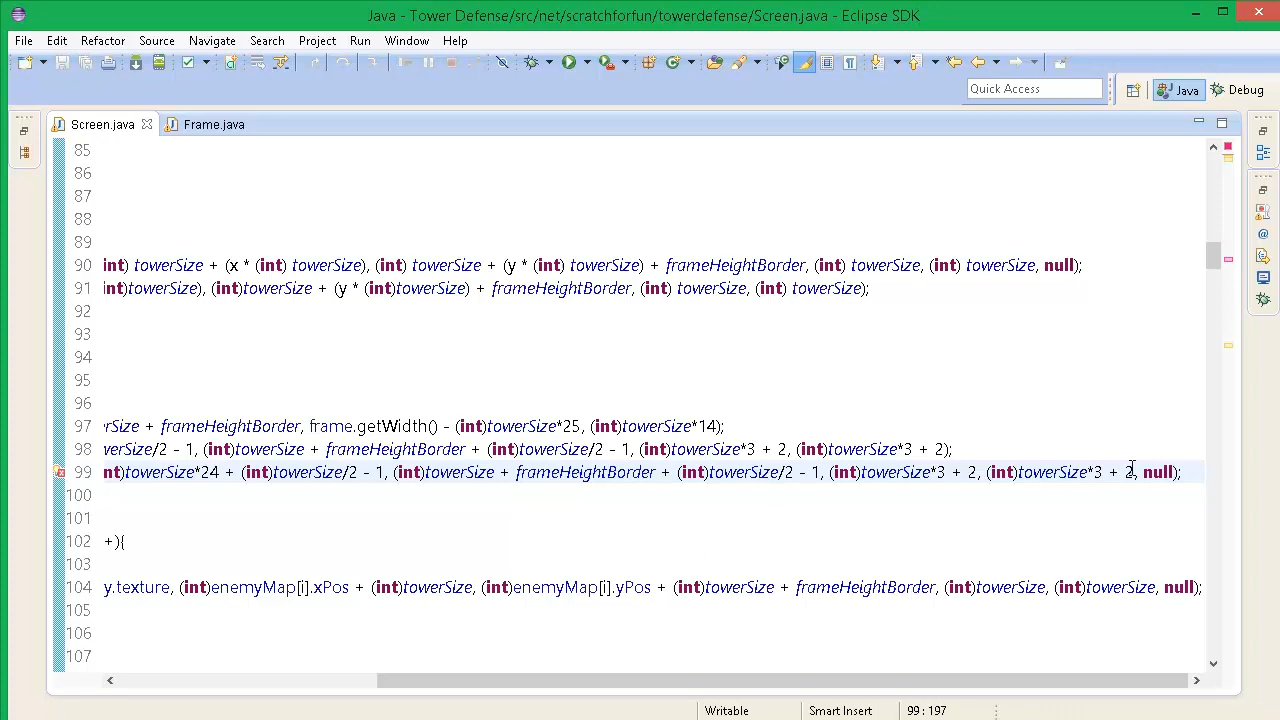 Java - Tower Defense/src/net/scratchforfun/towerdefense/Screen.java - Eclipse SDK
File Edit Refactor Source Navigate Search Project Run Window Help
Quick Access Java Debug
Screen.java Frame.java
85
86
87
88
89
90 int) towerSize + (x * (int) towerSize), (int) towerSize + (y * (int) towerSize) + frameHeightBorder, (int) towerSize, (int) towerSize, null);
91 int)towerSize), (int)towerSize + (y * (int)towerSize) + frameHeightBorder, (int) towerSize, (int) towerSize);
92
93
94
95
96
97 rSize + frameHeightBorder, frame.getWidth() - (int)towerSize*25, (int)towerSize*14);
98 verSize/2 - 1, (int)towerSize + frameHeightBorder + (int)towerSize/2 - 1, (int)towerSize*3 + 2, (int)towerSize*3 + 2);
99 nt)towerSize*24 + (int)towerSize/2 - 1, (int)towerSize + frameHeightBorder + (int)towerSize/2 - 1, (int)towerSize*3 + 2, (int)towerSize*3 + 2, null);
100
101
102 +){
103
104 y.texture, (int)enemyMap[i].xPos + (int)towerSize, (int)enemyMap[i].yPos + (int)towerSize + frameHeightBorder, (int)towerSize, (int)towerSize, null);
105
106
107
Writable Smart Insert 99 : 197